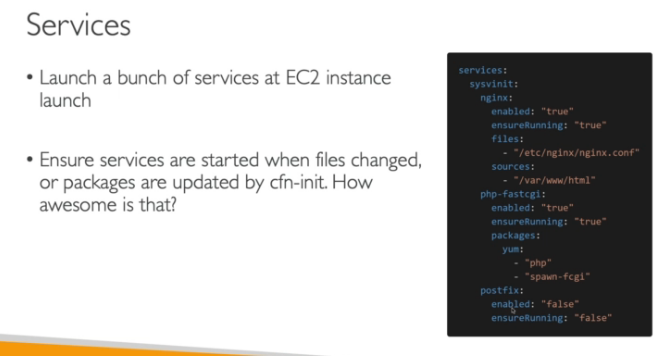 Services
• Launch a bunch of services at EC2 instance
launch
• Ensure services are started when files changed,
or packages are updated by cfn-init. How
awesome is that?
services:
  sysvinit:
    nginx:
      enabled: "true"
      ensureRunning: "true"
      files:
        - "/etc/nginx/nginx.conf"
      sources:
        - "/var/www/html"
    php-fastcgi:
      enabled: "true"
      ensureRunning: "true"
      packages:
        yum:
          - "php"
          - "spawn-fcgi"
    postfix:
      enabled: "false"
      ensureRunning: "false"